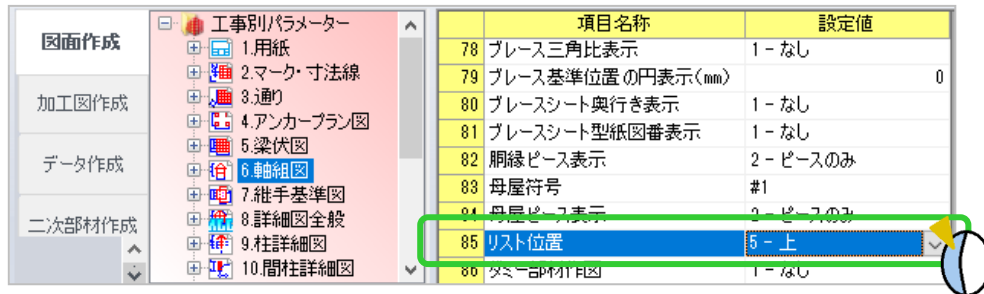 図面作成
加工図作成
データ作成
二次部材作成
工事別パラメーター
1.用紙
2.マーク・寸法線
3.通り
4.アンカープラン図
5.梁伏図
6.軸組図
7.継手基準図
8.詳細図全般
9.柱詳細図
10.間柱詳細図
項目名称 設定値
78 ブレース三角比表示 1 - なし
79 ブレース基準位置の円表示(mm) 0
80 ブレースシート奥行き表示 1 - なし
81 ブレースシート型紙図番表示 1 - なし
82 胴縁ピース表示 2 - ピースのみ
83 母屋符号 #1
84 母屋ピース表示 2 - ピースのみ
85 リスト位置 5 - 上
86 ダミー部材作図 1 - なし